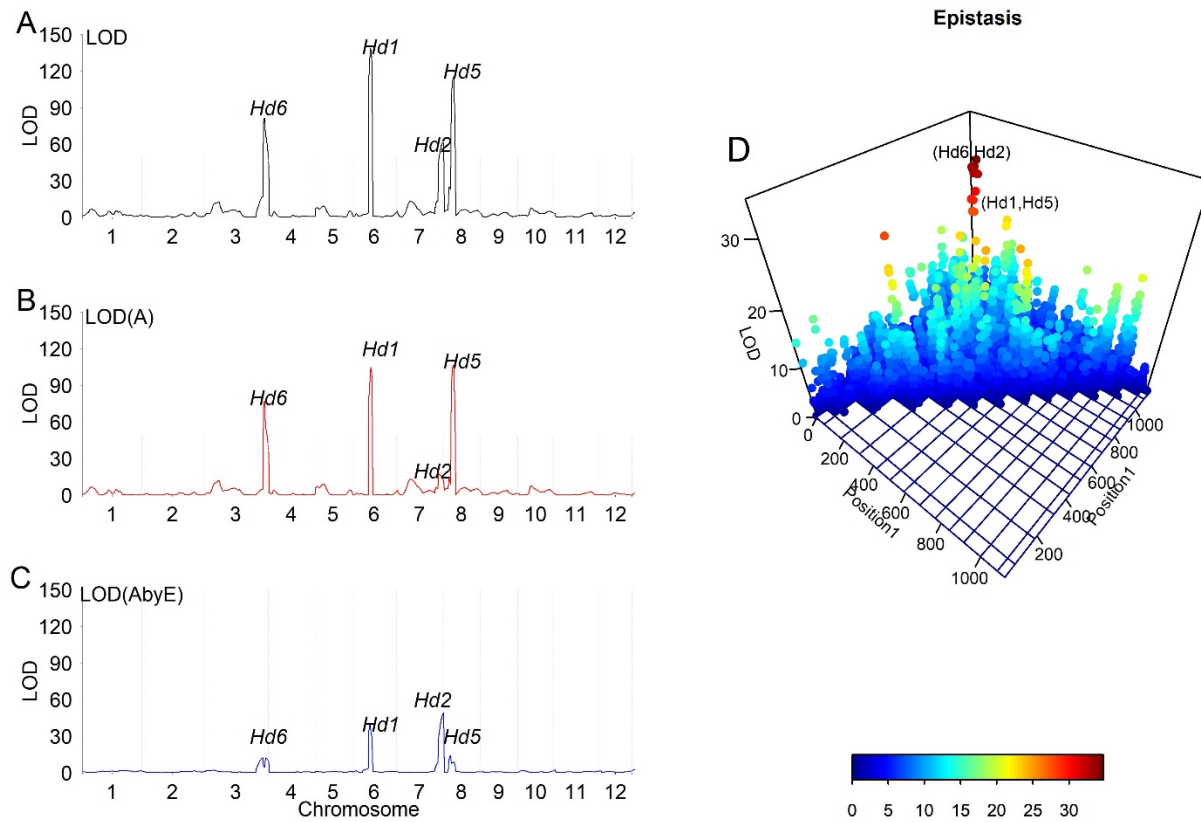 A
LOD
150
120
90
60
30
0
LOD
Hd6
Hd1
Hd2
Hd5
1 2 3 4 5 6 7 8 9 10 11 12
B
LOD(A)
150
120
90
60
30
0
LOD
Hd6
Hd1
Hd2
Hd5
1 2 3 4 5 6 7 8 9 10 11 12
C
LOD(AbyE)
150
120
90
60
30
0
LOD
Hd6
Hd1
Hd2
Hd5
1 2 3 4 5 6 7 8 9 10 11 12
Chromosome
Epistasis
D
(Hd6,Hd2)
(Hd1,Hd5)
30
20
10
0
LOD
0
200
400
600
800
1000
Position1
200
400
600
800
1000
Position1
0 5 10 15 20 25 30